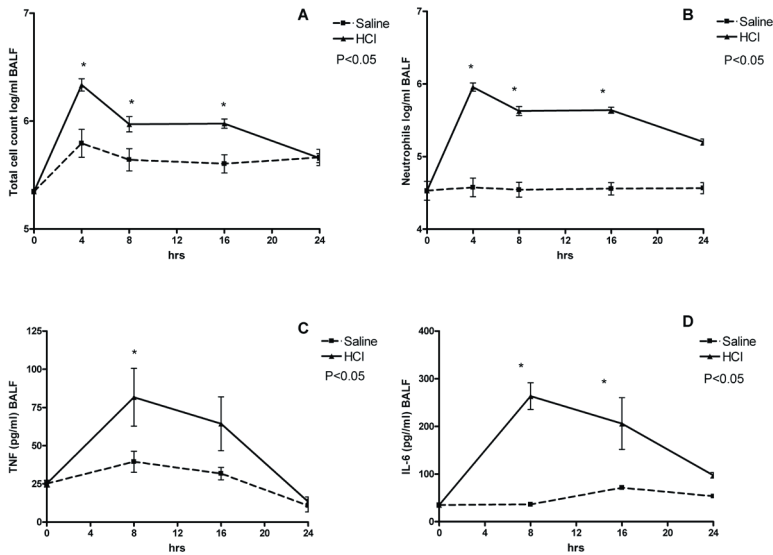 A
Saline
HCl
P<0.05
Total cell count log/ml BALF
7
6
5
0 4 8 12 16 20 24
hrs
* * *
B
Saline
HCl
P<0.05
Neutrophils log/ml BALF
7
6
5
4
0 4 8 12 16 20 24
hrs
* * *
C
Saline
HCl
P<0.05
TNF (pg/ml) BALF
125
100
75
50
25
0
0 4 8 12 16 20 24
hrs
*
D
Saline
HCl
P<0.05
IL-6 (pg//ml) BALF
400
300
200
100
0
0 4 8 12 16 20 24
hrs
* *